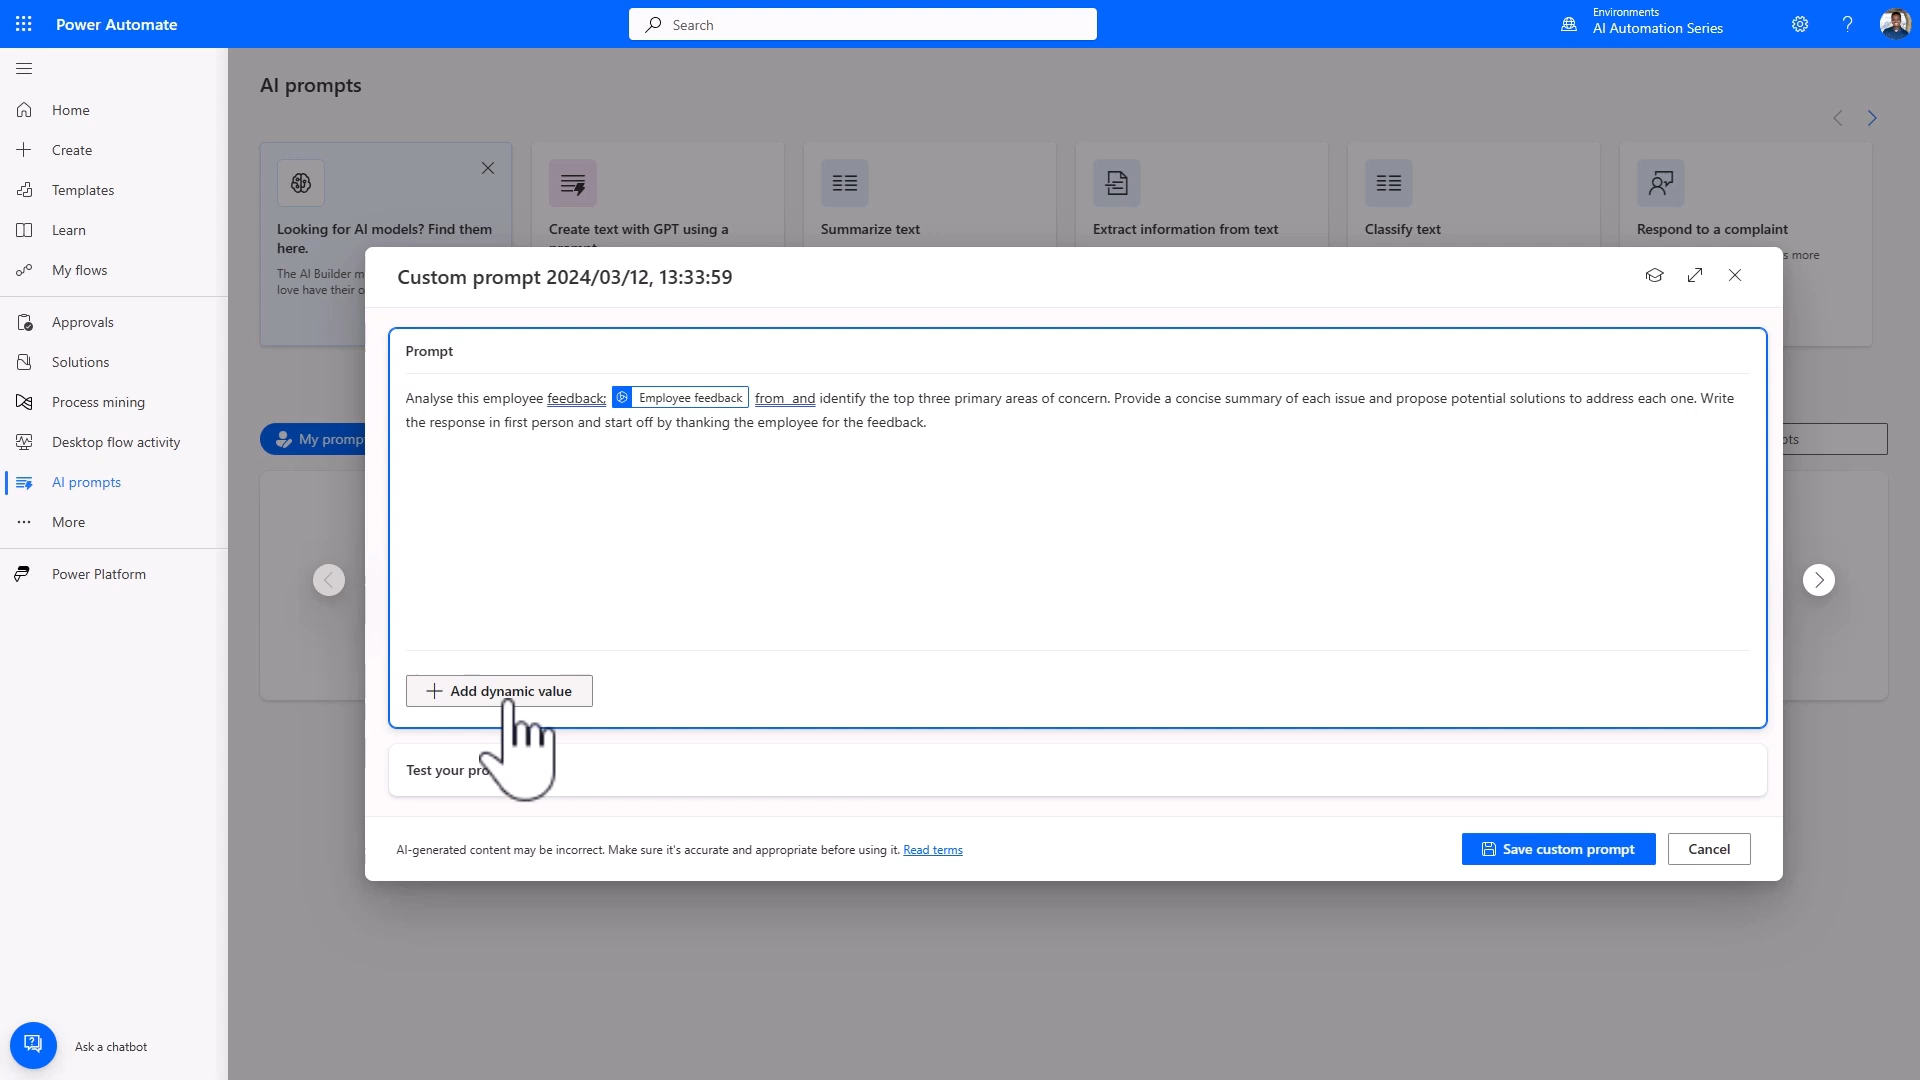 Power Automate
Search
Environments
AI Automation Series
Home
Create
Templates
Learn
My flows
Approvals
Solutions
Process mining
Desktop flow activity
AI prompts
More
Power Platform
Ask a chatbot
AI prompts
Looking for AI models? Find them
here.
The AI Builder m
love have their o
Create text with GPT using a
Summarize text
Extract information from text
Classify text
Respond to a complaint
s more
My promp
pts
Custom prompt 2024/03/12, 13:33:59
Prompt
Analyse this employee feedback: Employee feedback from and identify the top three primary areas of concern. Provide a concise summary of each issue and propose potential solutions to address each one. Write
the response in first person and start off by thanking the employee for the feedback.
Add dynamic value
Test your pro
AI-generated content may be incorrect. Make sure it's accurate and appropriate before using it. Read terms
Save custom prompt
Cancel